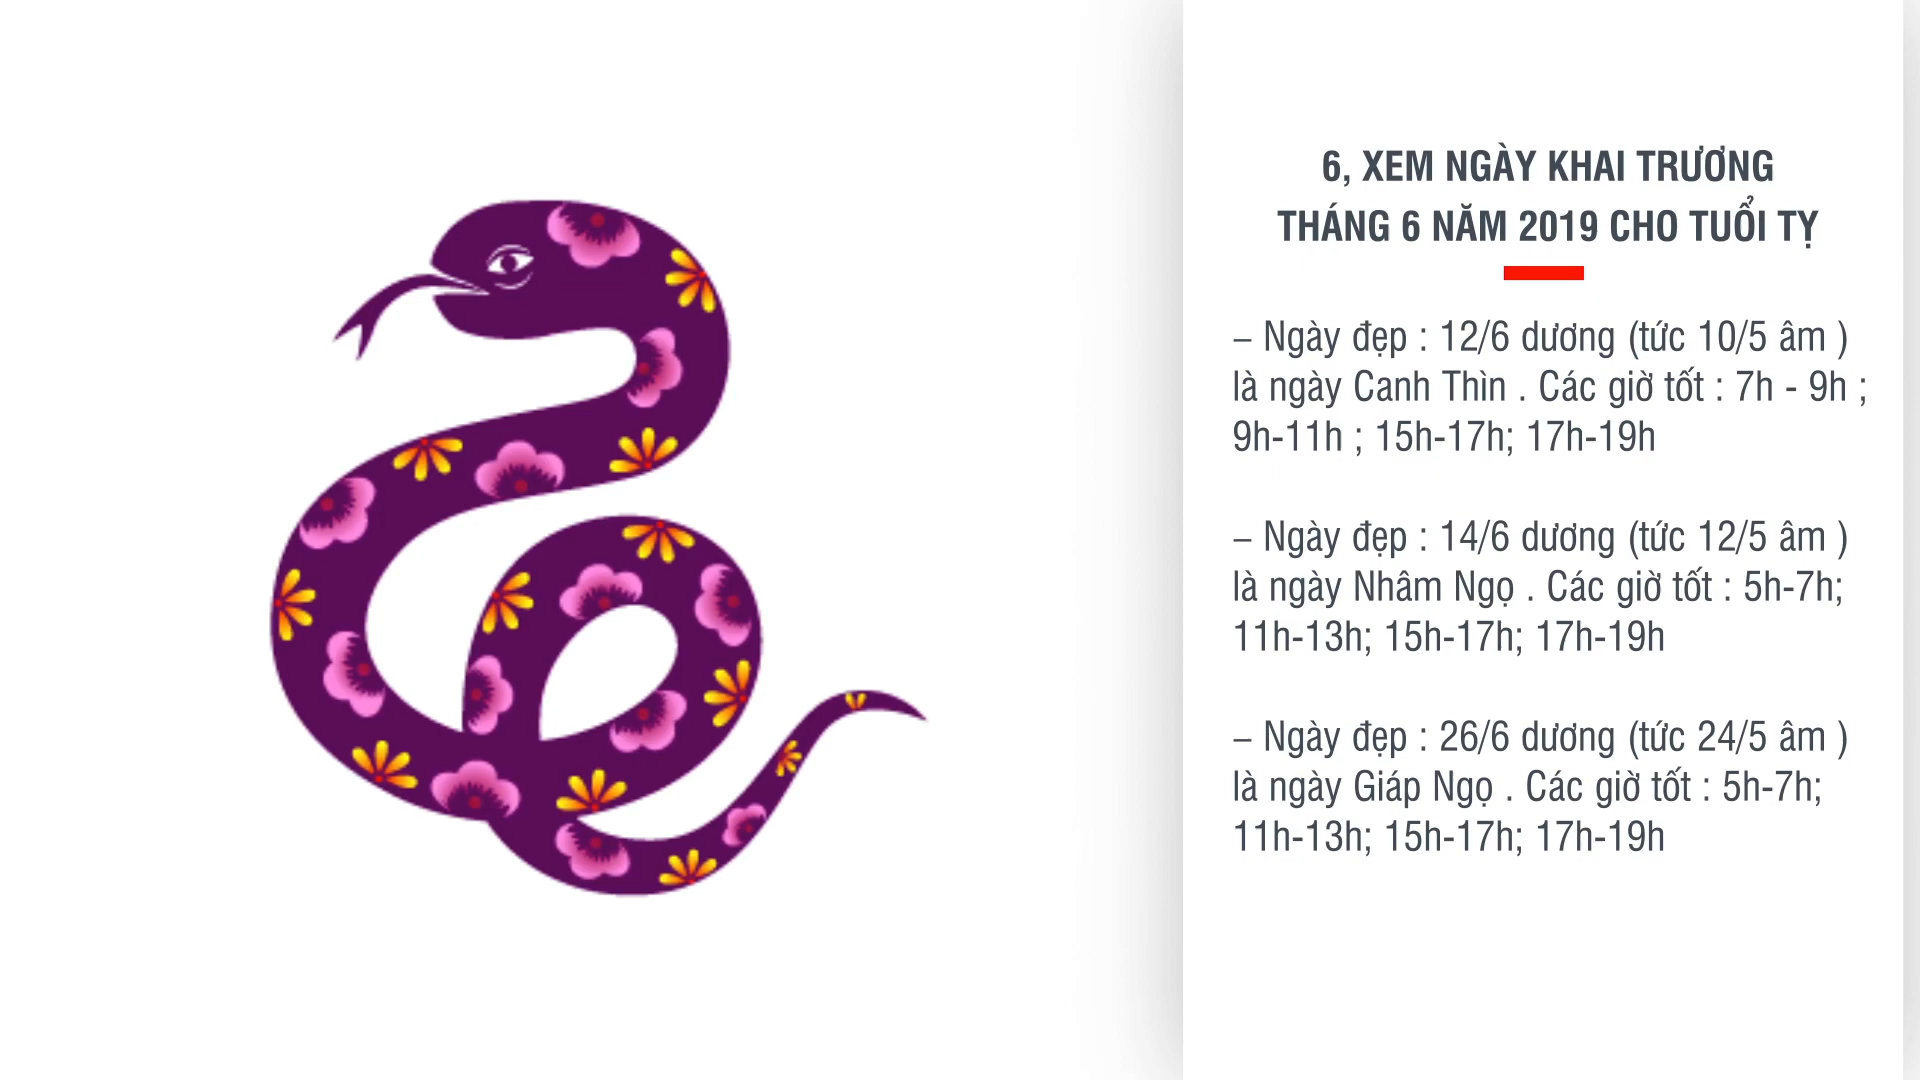 6, XEM NGÀY KHAI TRƯƠNG
THÁNG 6 NĂM 2019 CHO TUỔI TỴ
– Ngày đẹp : 12/6 dương (tức 10/5 âm )
là ngày Canh Thìn . Các giờ tốt : 7h - 9h ;
9h-11h ; 15h-17h; 17h-19h
– Ngày đẹp : 14/6 dương (tức 12/5 âm )
là ngày Nhâm Ngọ . Các giờ tốt : 5h-7h;
11h-13h; 15h-17h; 17h-19h
– Ngày đẹp : 26/6 dương (tức 24/5 âm )
là ngày Giáp Ngọ . Các giờ tốt : 5h-7h;
11h-13h; 15h-17h; 17h-19h